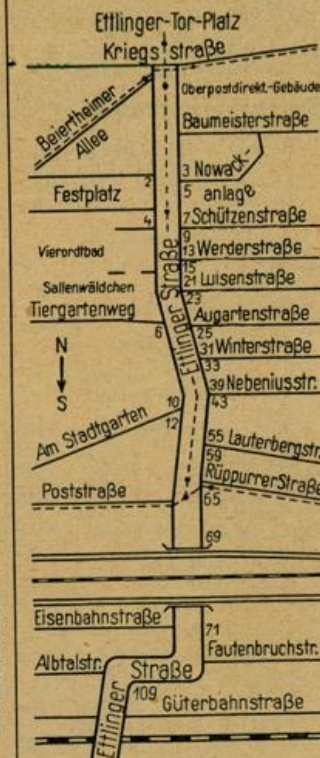 Ettlinger-Tor-Platz
Kriegsstraße
Beiertheimer
Allee
Oberpostdirekt.-Gebäude
Baumeisterstraße
3 Nowack-
anlage
2
5
Festplatz
4
7 Schützenstraße
9
Vierordtbad
13 Werderstraße
15
Sallenwäldchen
21 Luisenstraße
23
Tiergartenweg
6
Ettlinger Straße
Augartenstraße
25
31 Winterstraße
33
N
S
39 Nebeniusstr.
43
10
12
Am Stadtgarten
55 Lauterbergstr.
59
Rüppurrer Straße
65
Poststraße
69
Eisenbahnstraße
71
Fautenbruchstr.
Albtalstr.
Ettlinger Straße
109
Güterbahnstraße